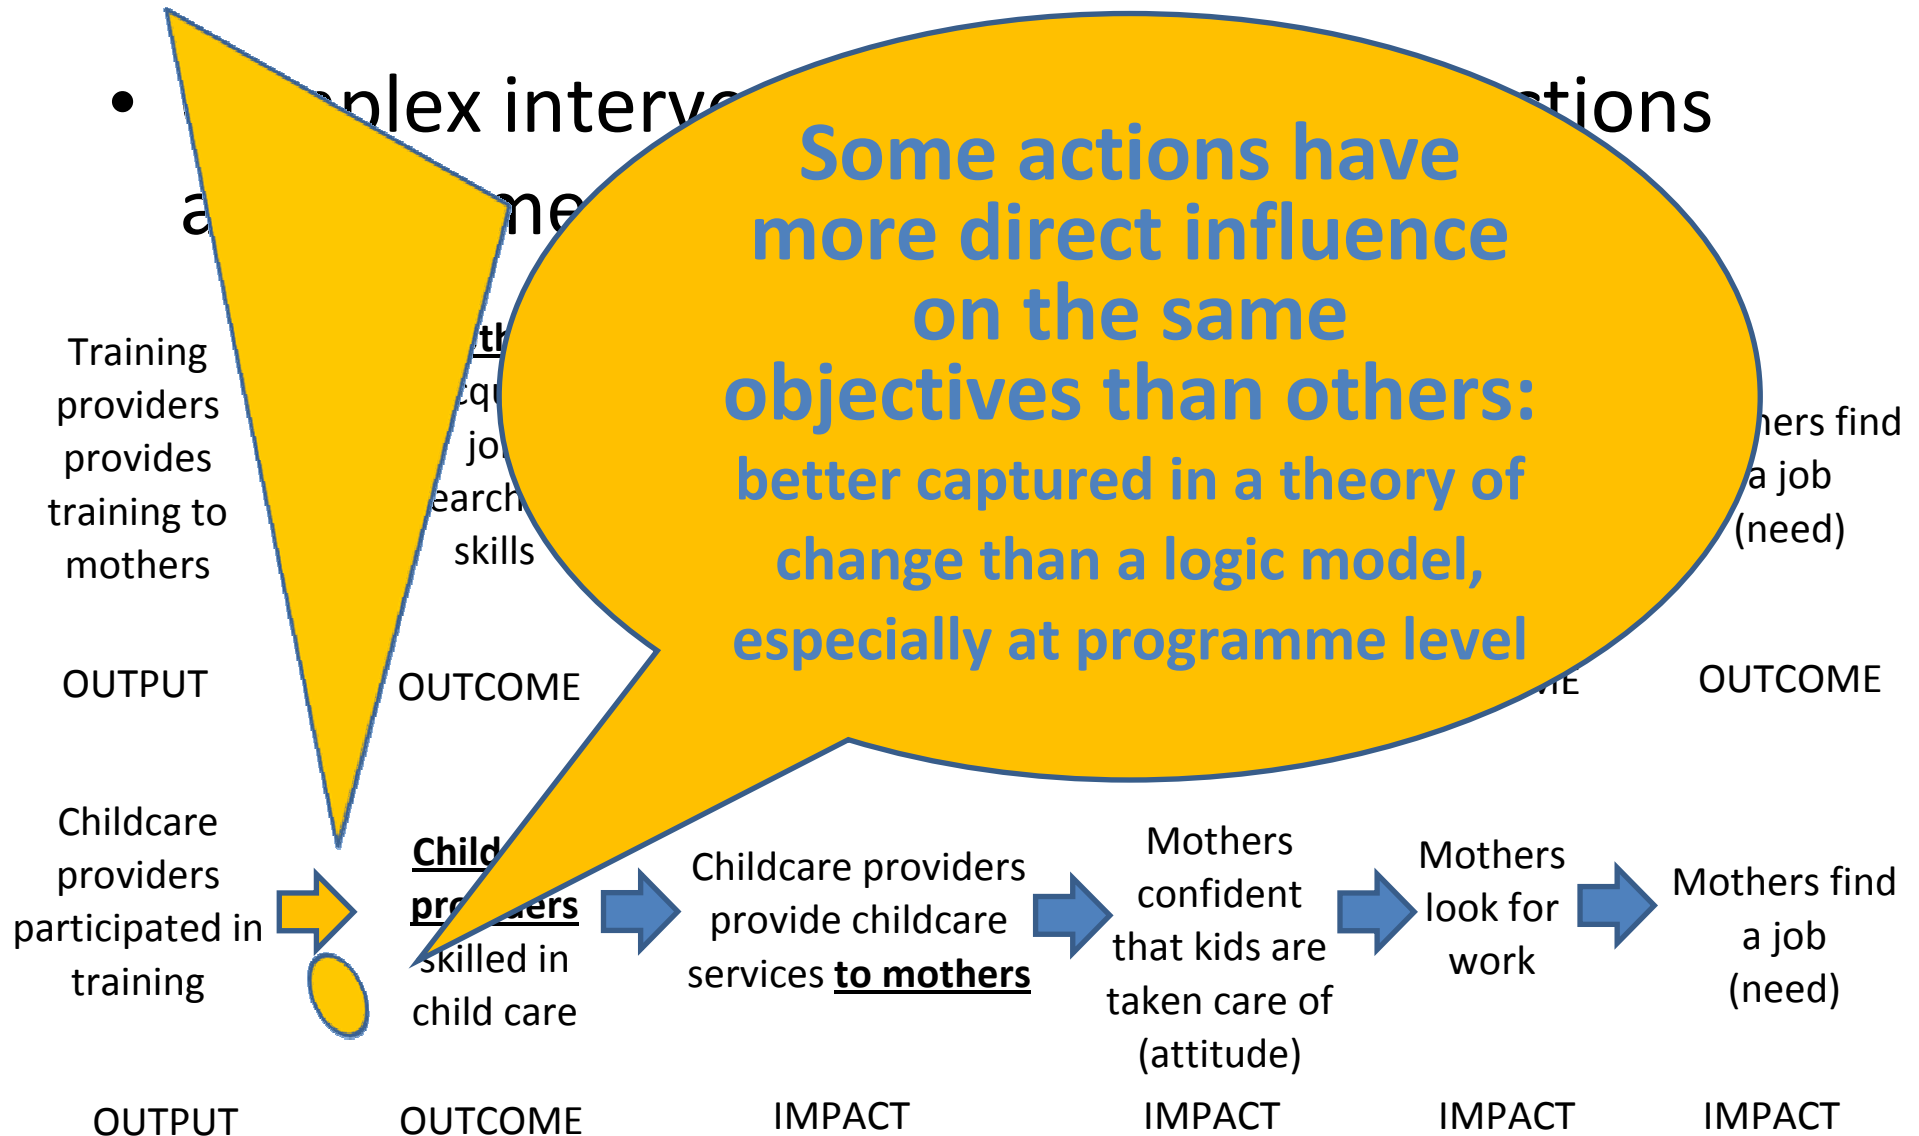 • plex interv tions
Some actions have
more direct influence
on the same
objectives than others:
better captured in a theory of
change than a logic model,
especially at programme level
Training
providers
provides
training to
mothers
skills
find
a job
(need)
OUTPUT
OUTCOME
OUTCOME
Childcare
providers
participated in
training
skilled in
child care
Childcare providers
provide childcare
services to mothers
Mothers
confident
that kids are
taken care of
(attitude)
Mothers
look for
work
Mothers find
a job
(need)
OUTPUT
OUTCOME
IMPACT
IMPACT
IMPACT
IMPACT